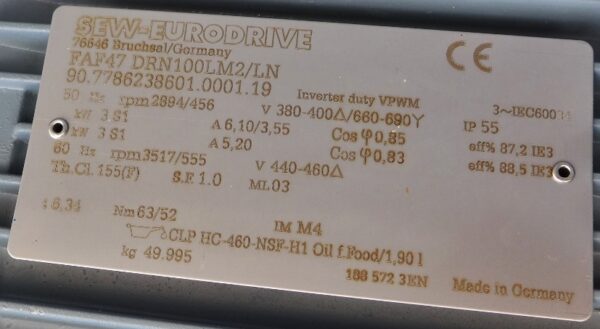 SEW-EURODRIVE
76646 Bruchsal/Germany
CE
FAF47 DRN100LM2/LN
90.7786238601.0001.19
Inverter duty VPWM
3~IEC60034
50 Hz rpm 2894/456
V 380-400△/660-690Y
IP 55
kW 3 S1
A 6,10/3,55
Cos φ 0,85
eff% 87,2 IE3
kW 3 S1
A 5,20
Cos φ 0,83
eff% 88,5 IE3
60 Hz rpm 3517/555
V 440-460△
Th.Cl. 155(F)
S.F. 1.0
ML 03
i 6,34
Nm 63/52
IM M4
CLP HC-460-NSF-H1 Oil f.Food/1,90 l
kg 49.995
188 572 3EN
Made in Germany